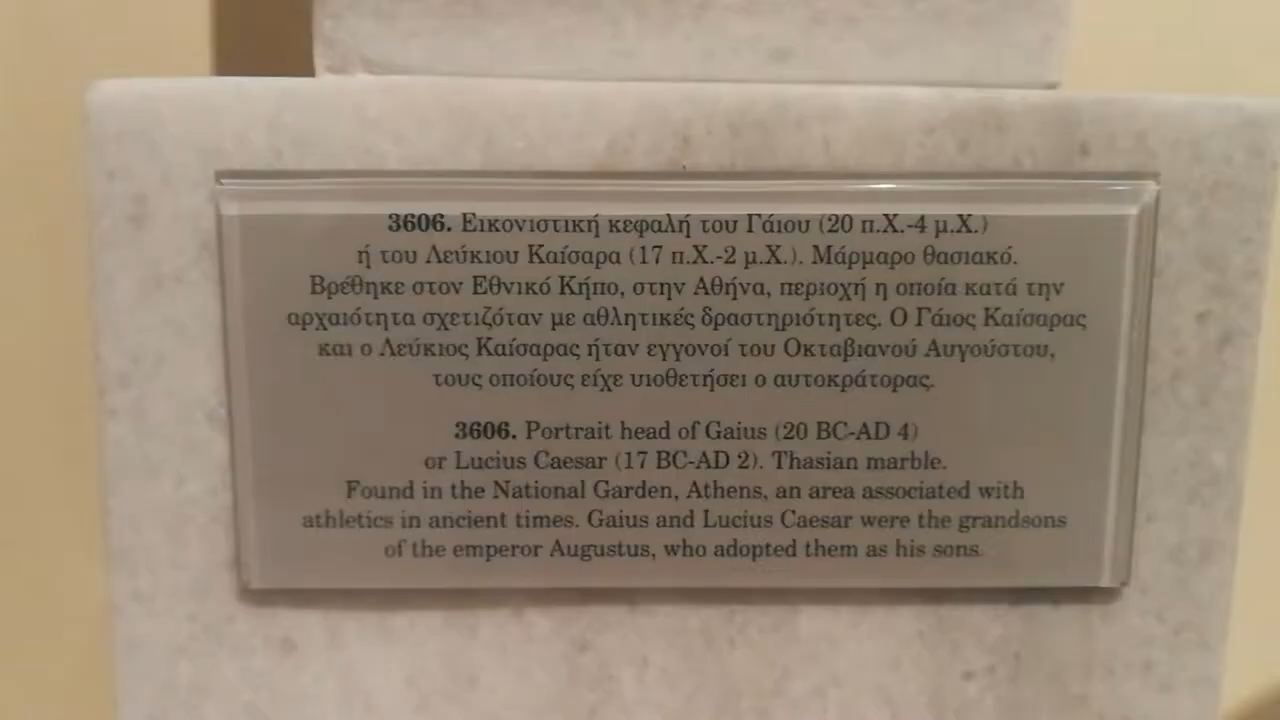 3606. Εικονιστική κεφαλή του Γάιου (20 π.Χ.-4 μ.Χ.)
ή του Λεύκιου Καίσαρα (17 π.Χ.-2 μ.Χ.). Μάρμαρο θασιακό.
Βρέθηκε στον Εθνικό Κήπο, στην Αθήνα, περιοχή η οποία κατά την
αρχαιότητα σχετιζόταν με αθλητικές δραστηριότητες. Ο Γάιος Καίσαρας
και ο Λεύκιος Καίσαρας ήταν εγγονοί του Οκταβιανού Αυγούστου,
τους οποίους είχε υιοθετήσει ο αυτοκράτορας.
3606. Portrait head of Gaius (20 BC-AD 4)
or Lucius Caesar (17 BC-AD 2). Thasian marble.
Found in the National Garden, Athens, an area associated with
athletics in ancient times. Gaius and Lucius Caesar were the grandsons
of the emperor Augustus, who adopted them as his sons.